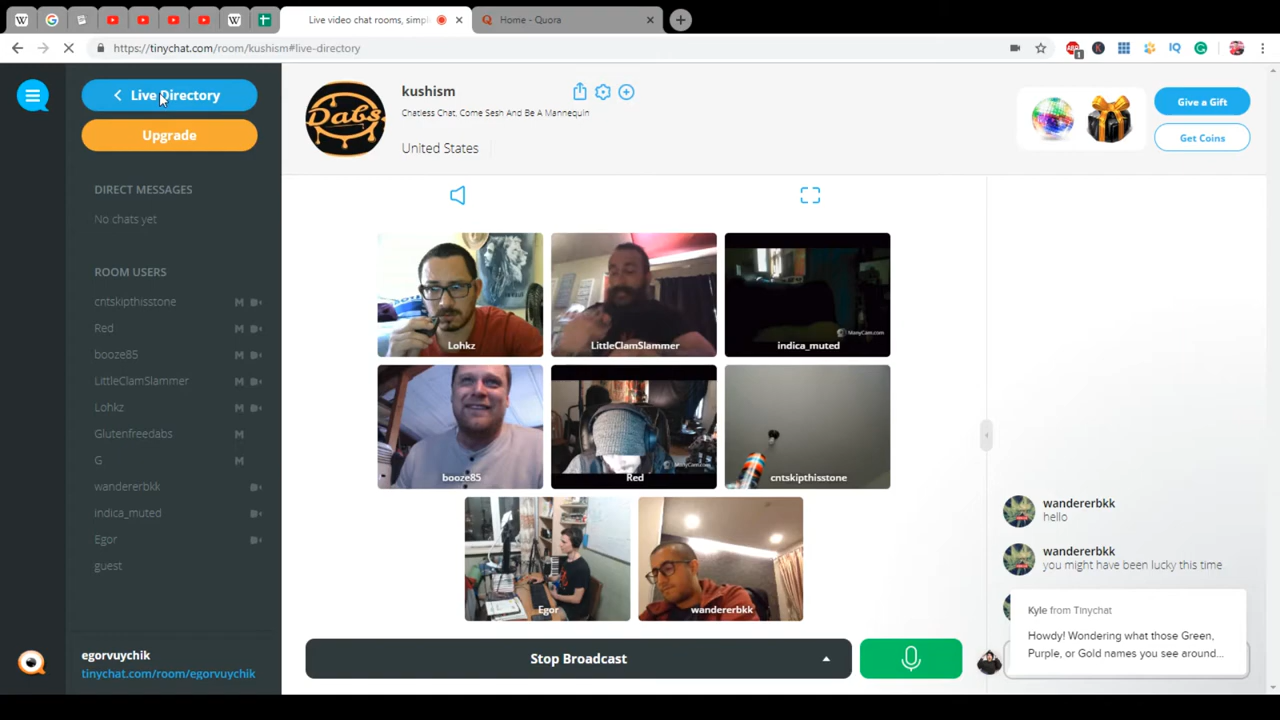 Live video chat rooms, simpl
Home - Quora
https://tinychat.com/room/kushism#live-directory
Live Directory
Upgrade
DIRECT MESSAGES
No chats yet
ROOM USERS
cntskipthisstone M
Red M
booze85 M
LittleClamSlammer M
Lohkz M
Glutenfreedabs M
G M
wandererbkk
indica_muted
Egor
guest
egorvuychik
tinychat.com/room/egorvuychik
Dabs
kushism
Chatless Chat, Come Sesh And Be A Mannequin
United States
Give a Gift
Get Coins
Lohkz
LittleClamSlammer
ManyCam.com
indica_muted
booze85
ManyCam.com
Red
cntskipthisstone
Egor
wandererbkk
Stop Broadcast
wandererbkk
hello
wandererbkk
you might have been lucky this time
Kyle from Tinychat
Howdy! Wondering what those Green,
Purple, or Gold names you see around...